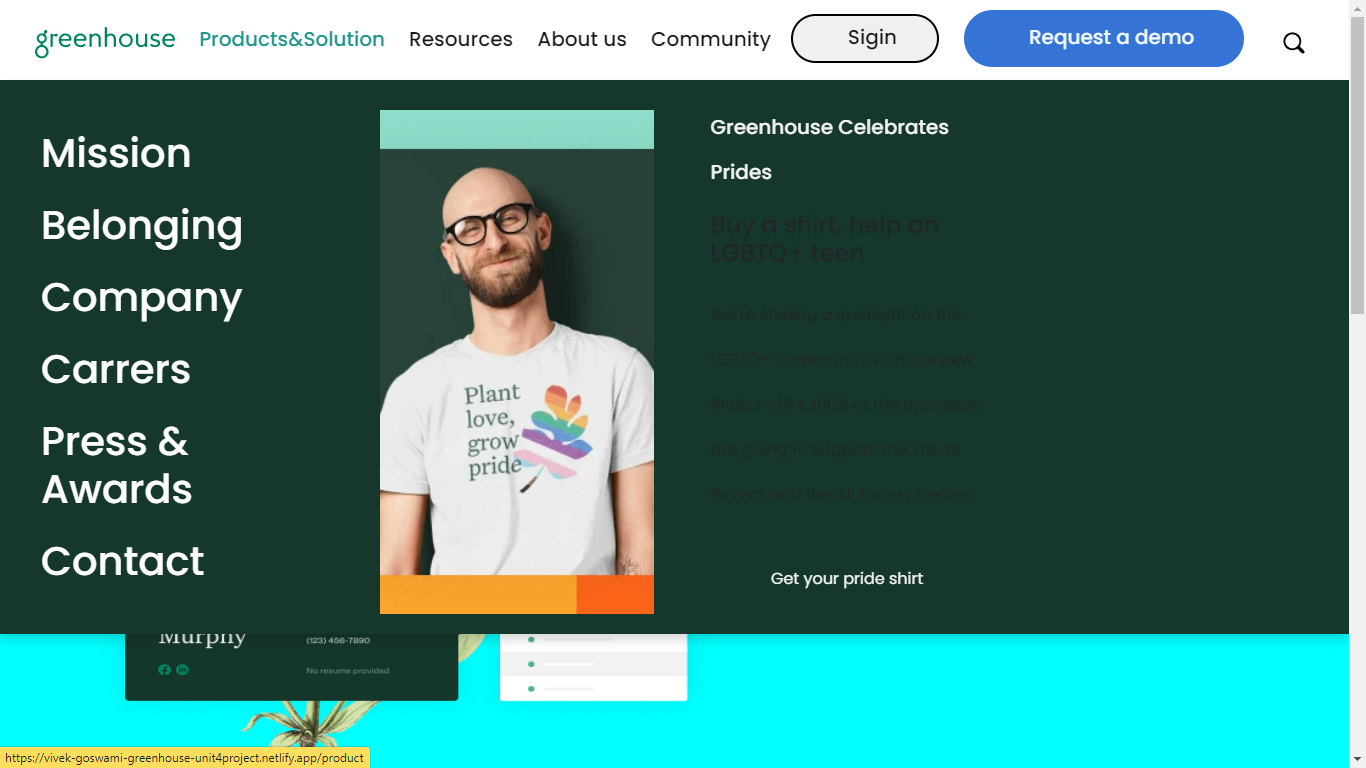 greenhouse
Products&Solution
Resources
About us
Community
Sigin
Request a demo
Mission
Belonging
Company
Carrers
Press &
Awards
Contact
Plant
love,
grow
pride
Greenhouse Celebrates
Prides
Buy a shirt, help an
LGBTQ+ teen
We're shining a spotlight on the
LGBTQ+ community with our new
Pride t-shirt. 100% of the proceeds
are going to support The Trevor
Project and the Ali Forney Center.
Get your pride shirt
Murphy
(123) 456-7890
No resume provided
https://vivek-goswami-greenhouse-unit4project.netlify.app/product